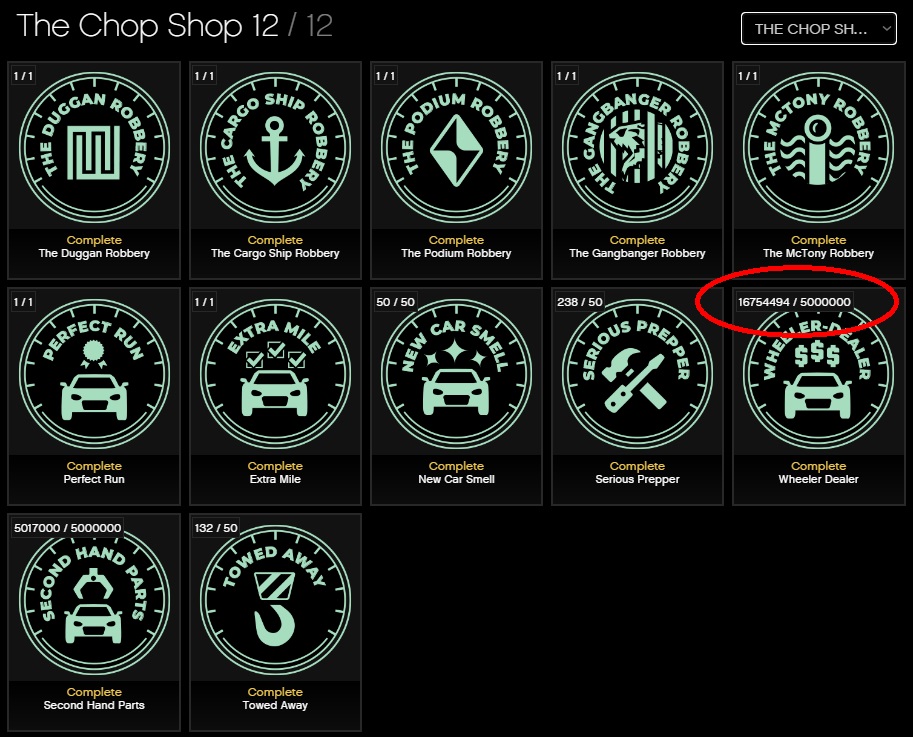 The Chop Shop 12 / 12
THE CHOP SH...
1 / 1
THE DUGGAN ROBBERY
Complete
The Duggan Robbery
1 / 1
THE CARGO SHIP ROBBERY
Complete
The Cargo Ship Robbery
1 / 1
THE PODIUM ROBBERY
Complete
The Podium Robbery
1 / 1
THE GANGBANGER ROBBERY
Complete
The Gangbanger Robbery
1 / 1
THE MCTONY ROBBERY
Complete
The McTony Robbery
1 / 1
PERFECT RUN
Complete
Perfect Run
1 / 1
EXTRA MILE
Complete
Extra Mile
50 / 50
NEW CAR SMELL
Complete
New Car Smell
238 / 50
SERIOUS PREPPER
Complete
Serious Prepper
16754494 / 5000000
WHEELER-DEALER
$$$
Complete
Wheeler Dealer
5017000 / 5000000
SECOND HAND PARTS
Complete
Second Hand Parts
132 / 50
TOWED AWAY
Complete
Towed Away